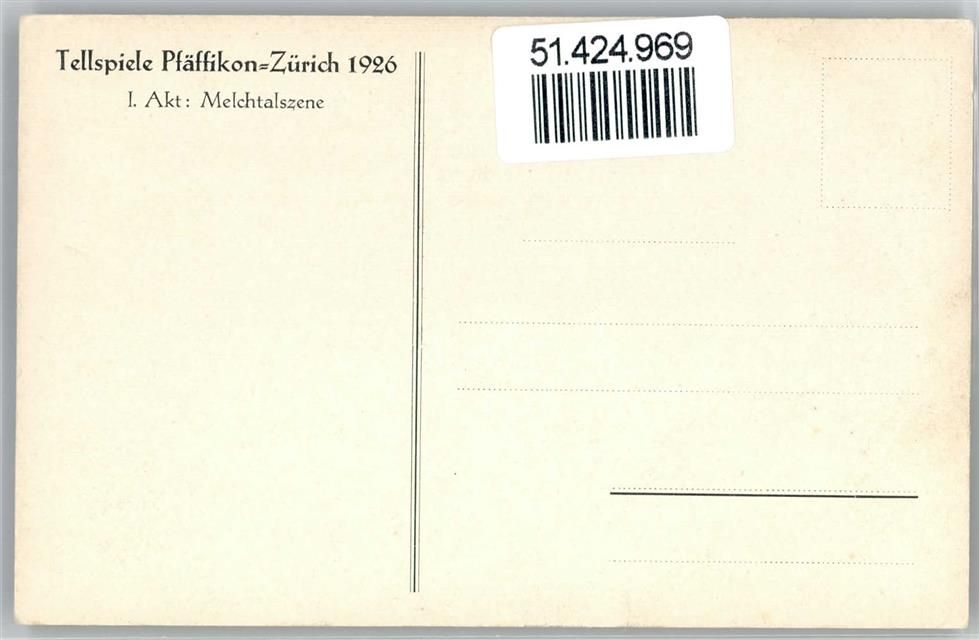 Tellspiele Pfäffikon=Zürich 1926
I. Akt: Melchtalszene
51.424.969